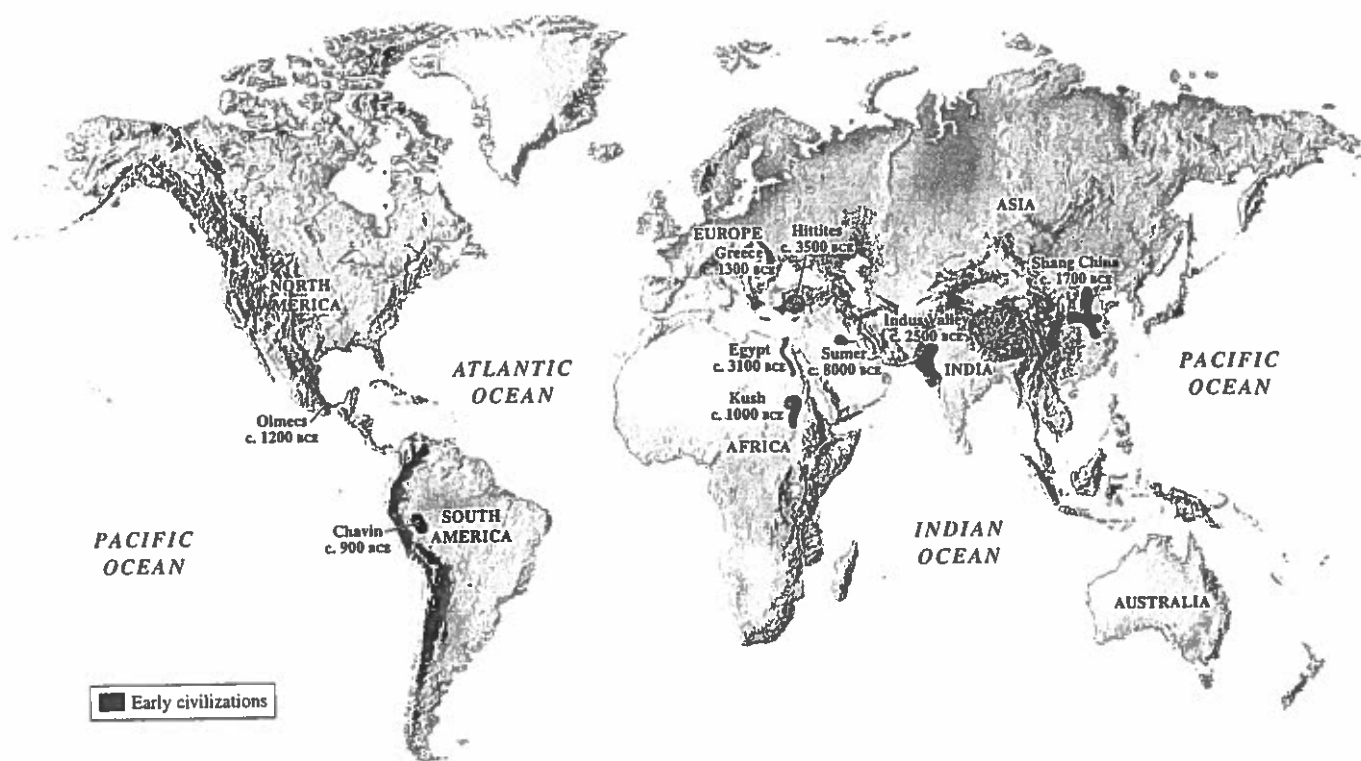 ASIA
EUROPE
Hittites
c. 3500 BCE
Greece
1300 BCE
Shang China
c. 1700 BCE
NORTH
AMERICA
Indus Valley
c. 2500 BCE
Egypt
c. 3100 BCE
Sumer
c. 8000 BCE
INDIA
ATLANTIC
OCEAN
PACIFIC
OCEAN
Kush
c. 1000 BCE
Olmecs
c. 1200 BCE
AFRICA
SOUTH
AMERICA
Chavin
c. 900 BCE
PACIFIC
OCEAN
INDIAN
OCEAN
AUSTRALIA
Early civilizations